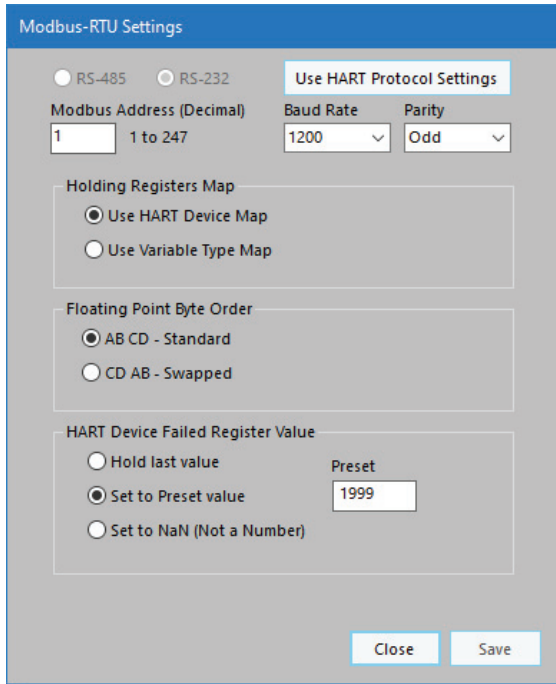 Modbus-RTU Settings
RS-485 RS-232 Use HART Protocol Settings
Modbus Address (Decimal) Baud Rate Parity
1 1 to 247 1200 Odd
Holding Registers Map
Use HART Device Map
Use Variable Type Map
Floating Point Byte Order
AB CD - Standard
CD AB - Swapped
HART Device Failed Register Value
Hold last value Preset
Set to Preset value 1999
Set to NaN (Not a Number)
Close Save